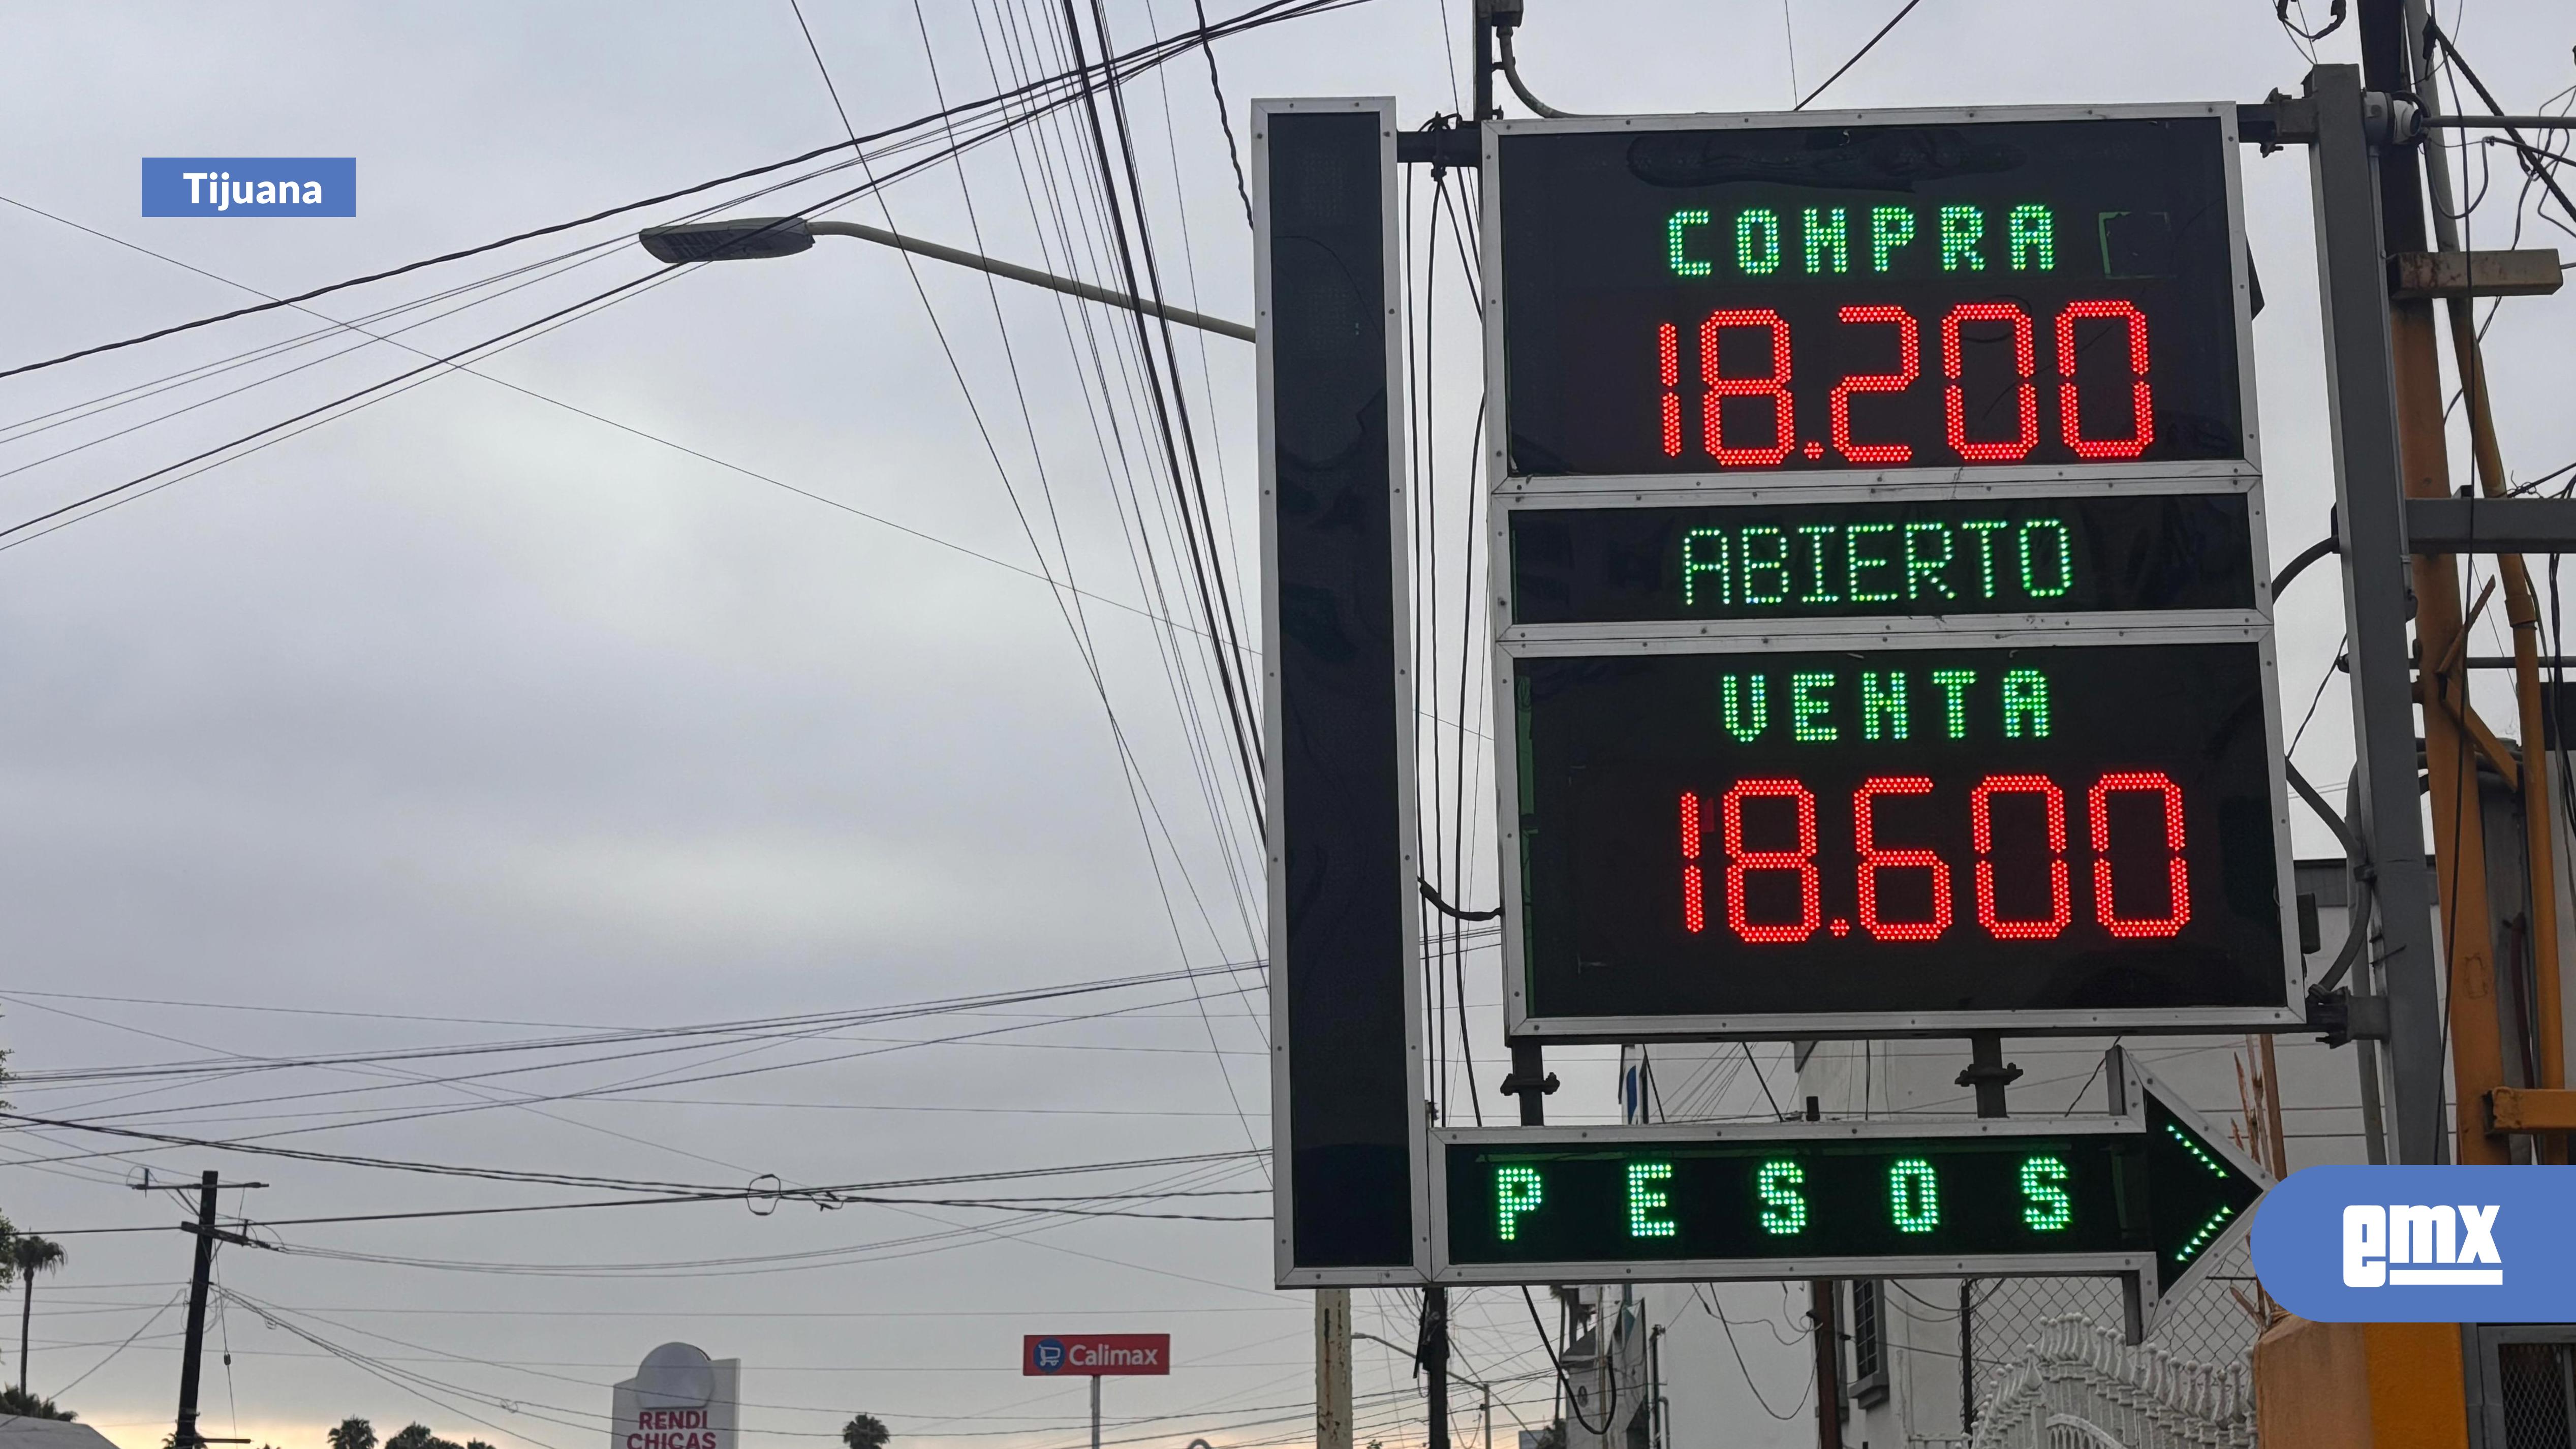 Tijuana
COMPRA
18.200
ABIERTO
VENTA
18.600
PESOS
emx
Calimax
RENDI
CHICAS